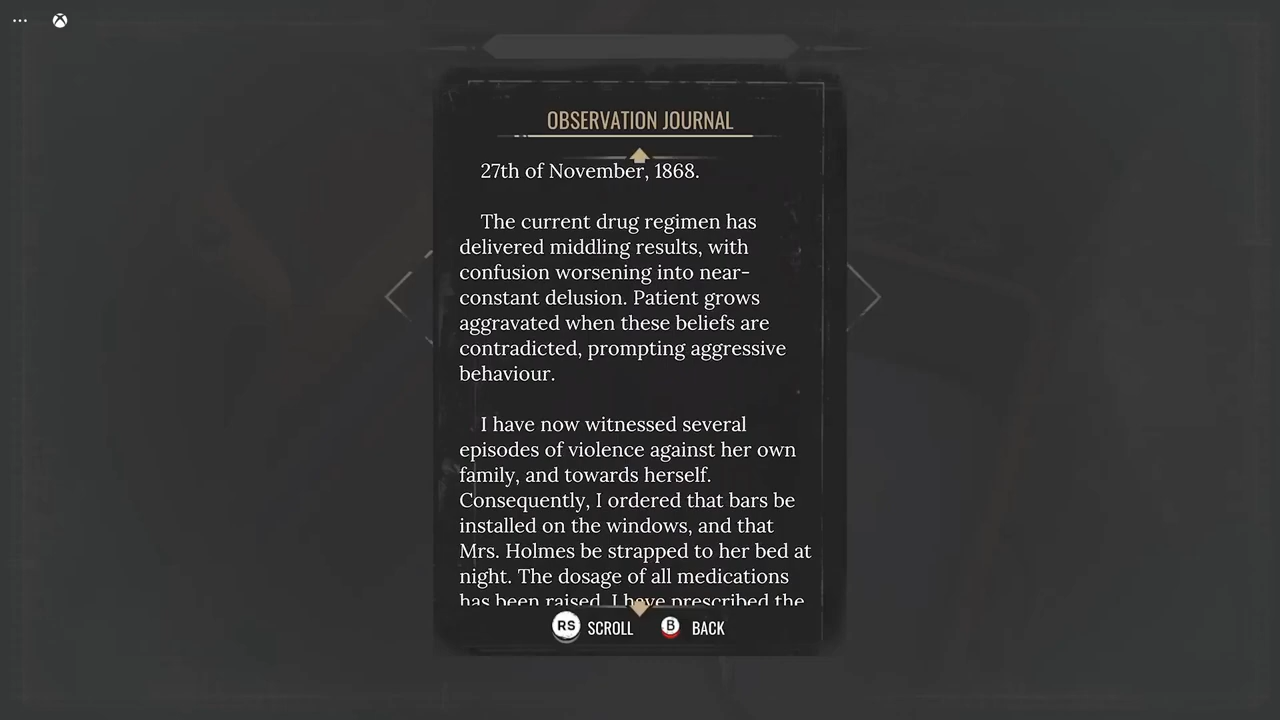 OBSERVATION JOURNAL
27th of November, 1868.
The current drug regimen has
delivered middling results, with
confusion worsening into near-
constant delusion. Patient grows
aggravated when these beliefs are
contradicted, prompting aggressive
behaviour.
I have now witnessed several
episodes of violence against her own
family, and towards herself.
Consequently, I ordered that bars be
installed on the windows, and that
Mrs. Holmes be strapped to her bed at
night. The dosage of all medications
has been raised. I have prescribed the
RS SCROLL B BACK